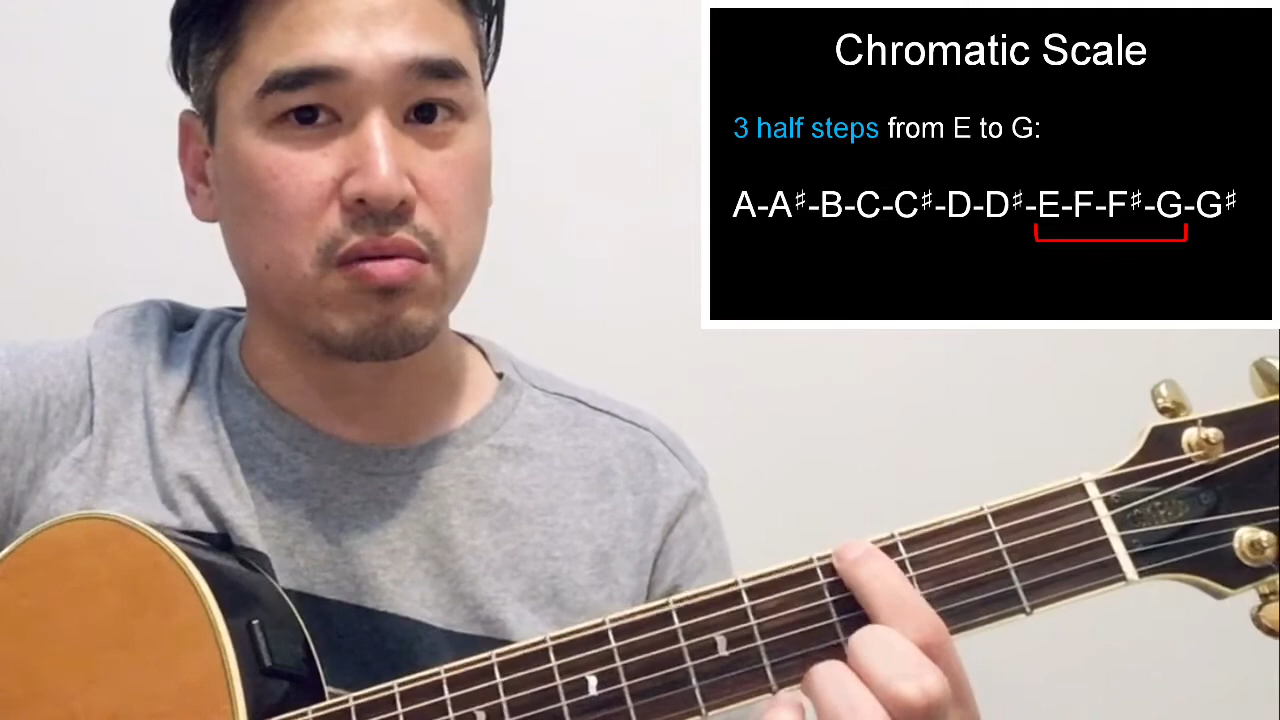 Chromatic Scale
3 half steps from E to G:
A-A♯-B-C-C♯-D-D♯-E-F-F♯-G-G♯